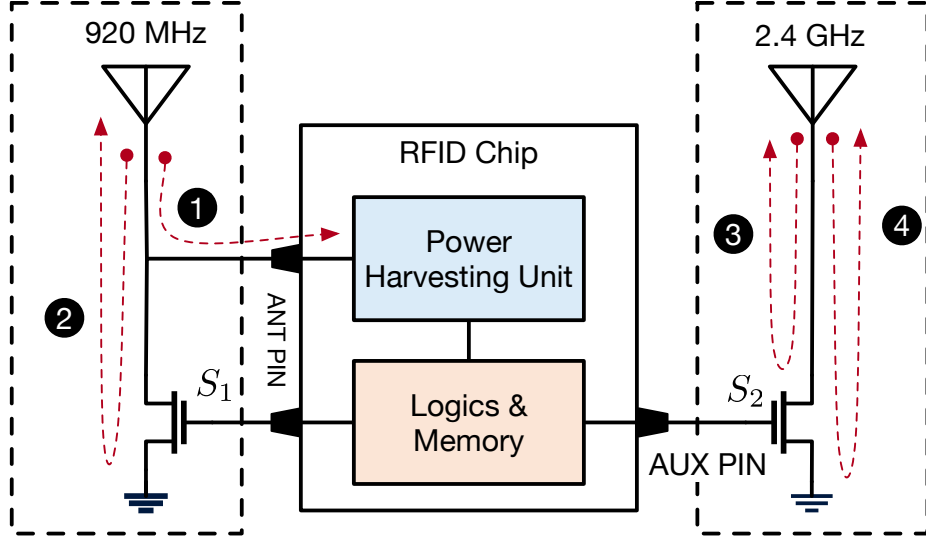 920 MHz
2.4 GHz
RFID Chip
1
Power
Harvesting Unit
3
4
2
ANT PIN
S1
Logics &
Memory
S2
AUX PIN